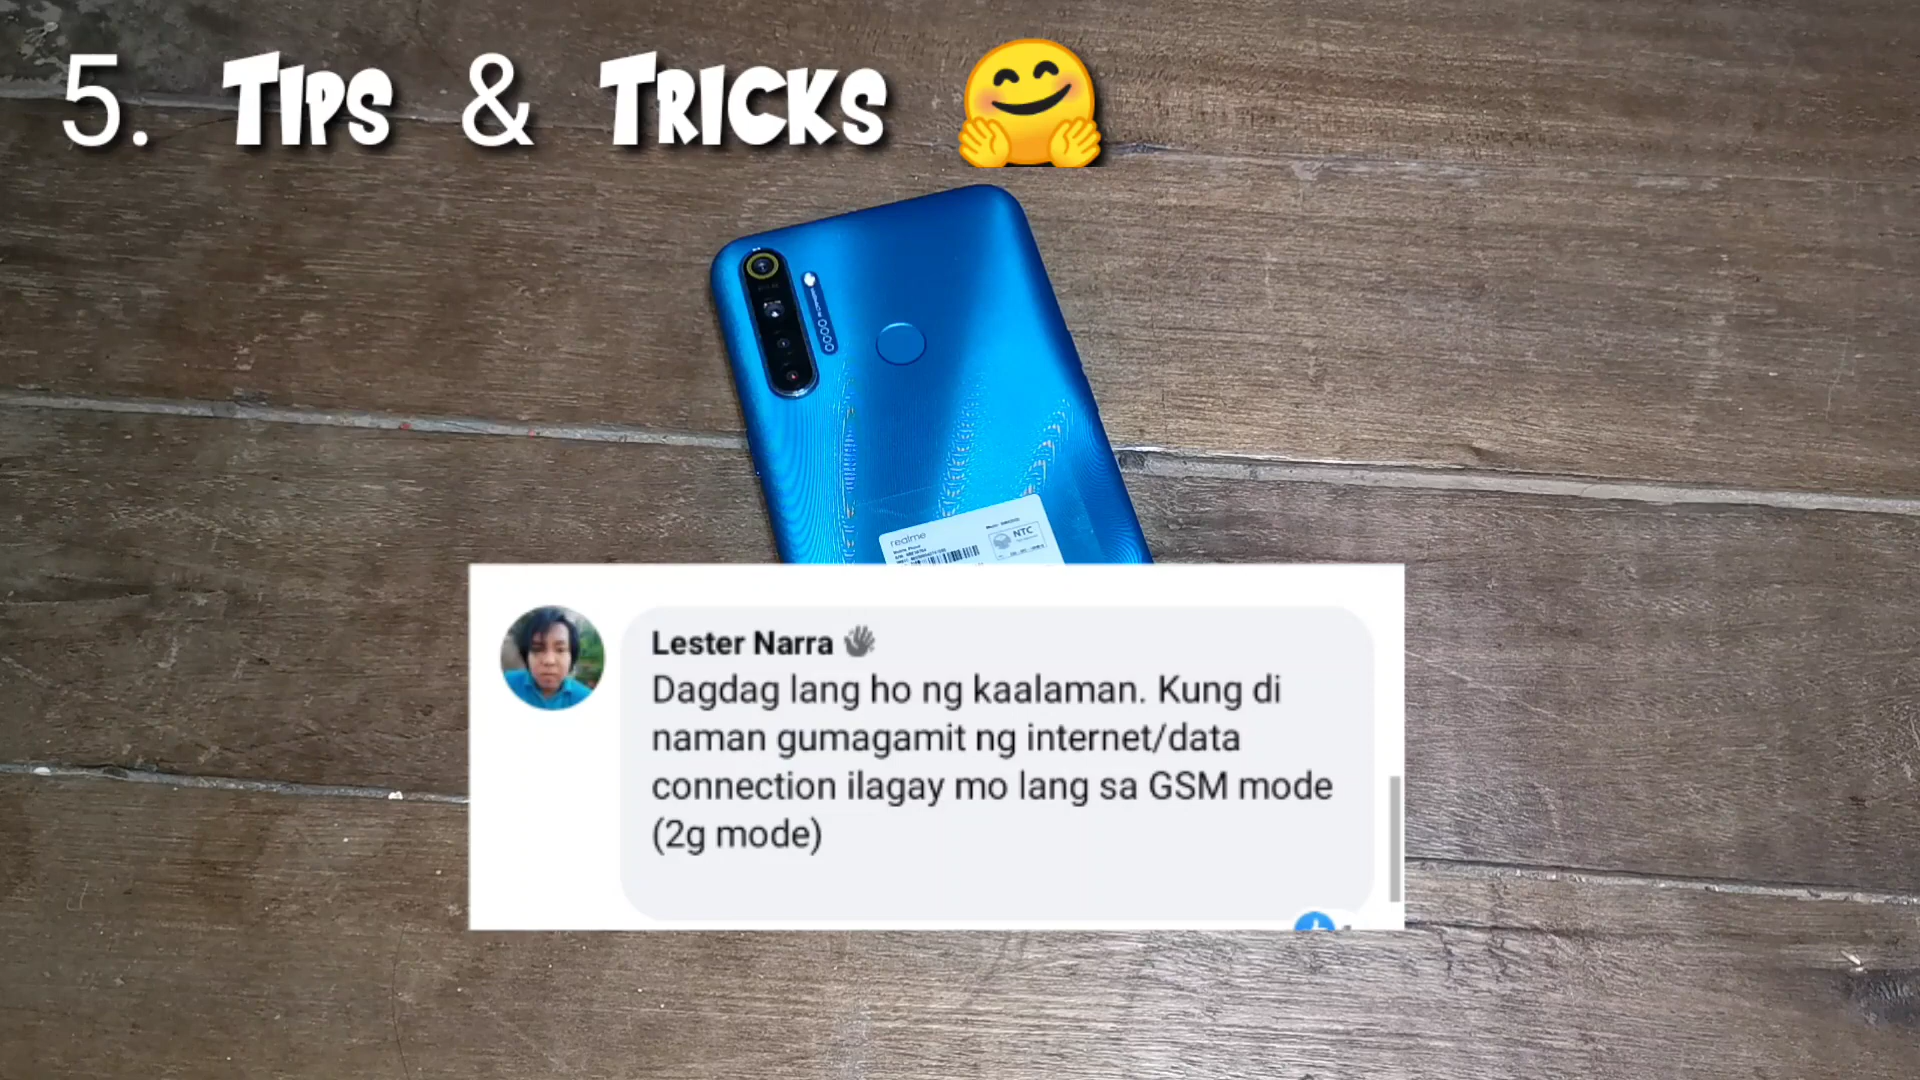 5. TIPS & TRICKS 🤗
realme
NTC
Lester Narra 👋
Dagdag lang ho ng kaalaman. Kung di
naman gumagamit ng internet/data
connection ilagay mo lang sa GSM mode
(2g mode)